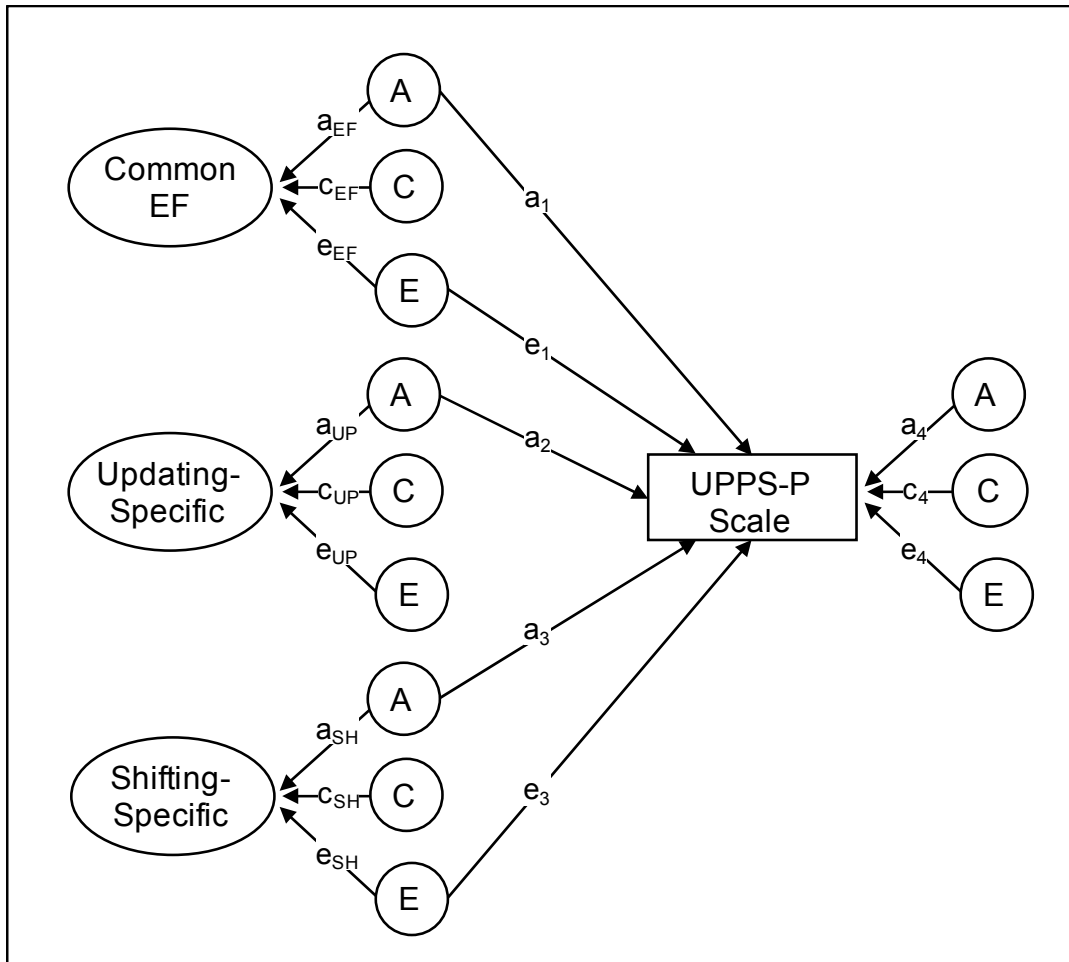 A
a_EF
Common
EF
c_EF
C
a_1
e_EF
E
e_1
A
a_UP
a_2
Updating-
Specific
c_UP
C
e_UP
E
UPPS-P
Scale
A
a_4
c_4
C
e_4
E
a_3
A
a_SH
Shifting-
Specific
c_SH
C
e_3
e_SH
E